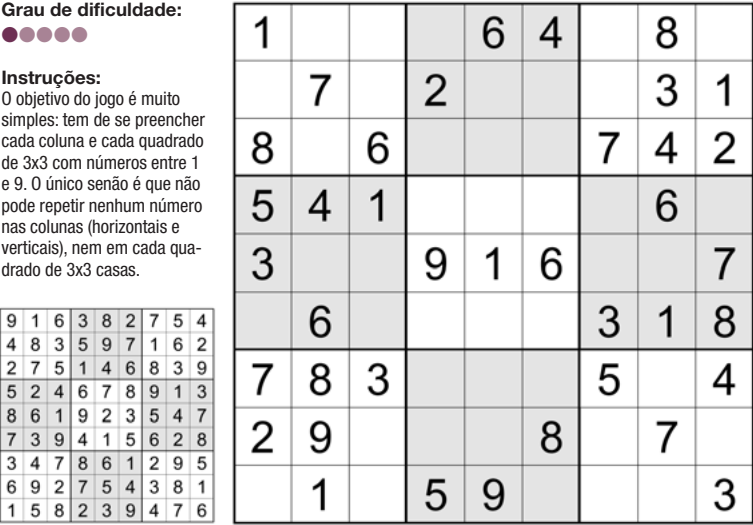 Grau de dificuldade:
Instruções:
O objetivo do jogo é muito
simples: tem de se preencher
cada coluna e cada quadrado
de 3x3 com números entre 1
e 9. O único senão é que não
pode repetir nenhum número
nas colunas (horizontais e
verticais), nem em cada qua-
drado de 3x3 casas.
9 1 6 3 8 2 7 5 4
4 8 3 5 9 7 1 6 2
2 7 5 1 4 6 8 3 9
5 2 4 6 7 8 9 1 3
8 6 1 9 2 3 5 4 7
7 3 9 4 1 5 6 2 8
3 4 7 8 6 1 2 9 5
6 9 2 7 5 4 3 8 1
1 5 8 2 3 9 4 7 6
1 6 4 8
7 2 3 1
8 6 7 4 2
5 4 1 6
3 9 1 6 7
6 3 1 8
7 8 3 5 4
2 9 8 7
1 5 9 3